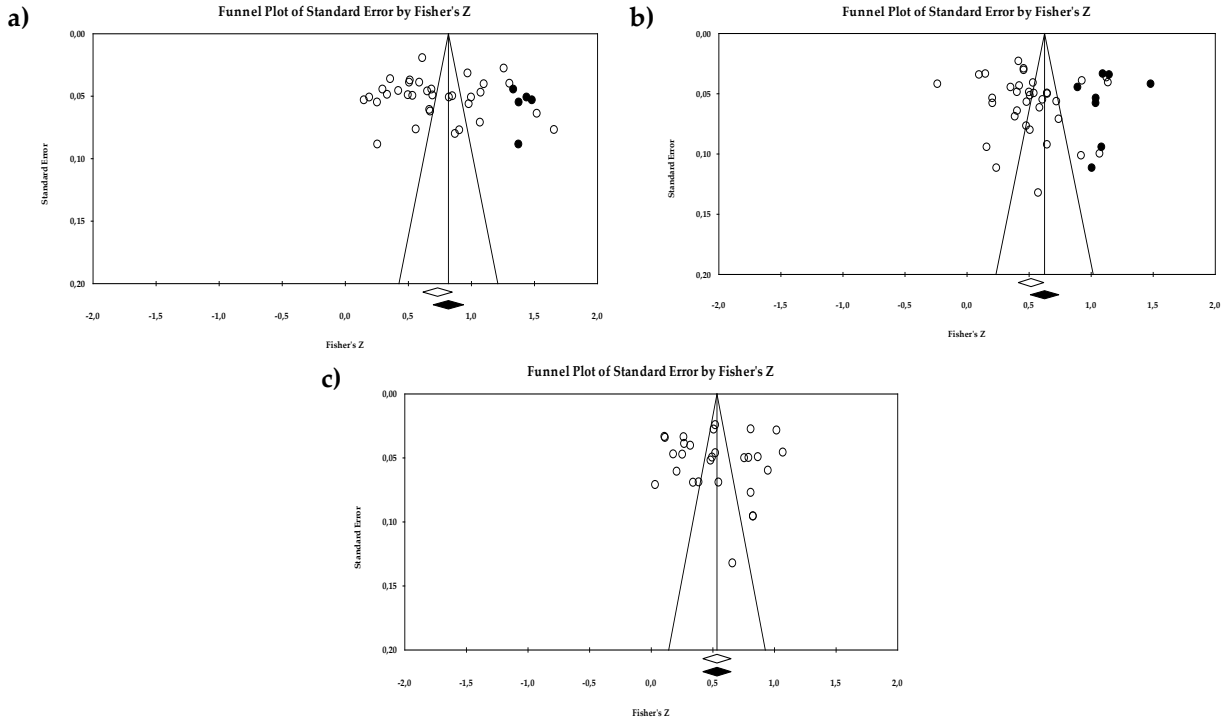 a)
Funnel Plot of Standard Error by Fisher's Z
0,00
0,05
0,10
0,15
0,20
Standard Error
-2,0 -1,5 -1,0 -0,5 0,0 0,5 1,0 1,5 2,0
Fisher's Z
b)
Funnel Plot of Standard Error by Fisher's Z
0,00
0,05
0,10
0,15
0,20
Standard Error
-2,0 -1,5 -1,0 -0,5 0,0 0,5 1,0 1,5 2,0
Fisher's Z
c)
Funnel Plot of Standard Error by Fisher's Z
0,00
0,05
0,10
0,15
0,20
Standard Error
-2,0 -1,5 -1,0 -0,5 0,0 0,5 1,0 1,5 2,0
Fisher's Z